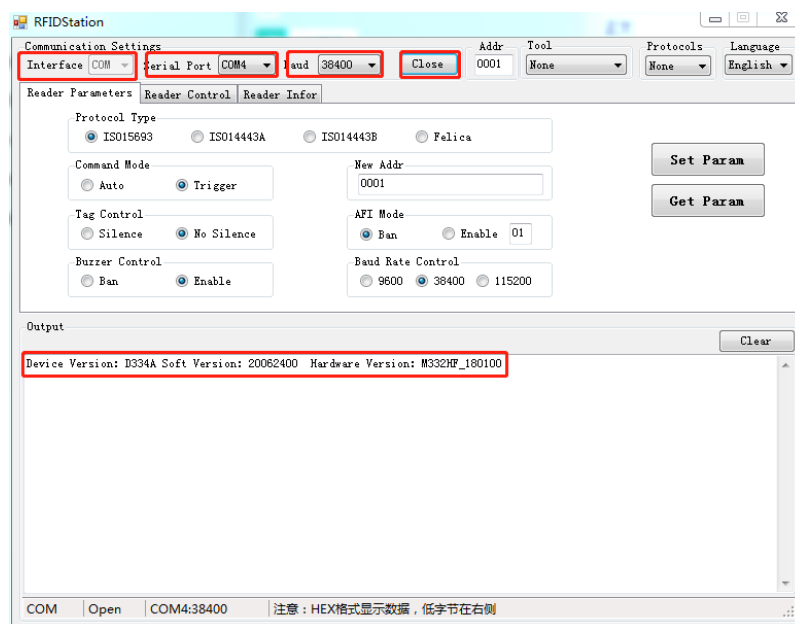 RFIDStation
Communication Settings Addr Tool Protocols Language
Interface COM Serial Port COM4 Baud 38400 Close 0001 None None English
Reader Parameters Reader Control Reader Infor
Protocol Type
ISO15693 ISO14443A ISO14443B Felica
Set Param
Command Mode New Addr
Auto Trigger 0001
Get Param
Tag Control AFI Mode
Silence No Silence Ban Enable 01
Buzzer Control Baud Rate Control
Ban Enable 9600 38400 115200
Output
Clear
Device Version: D334A Soft Version: 20062400 Hardware Version: M332HF_180100
COM Open COM4:38400 注意：HEX格式显示数据，低字节在右侧